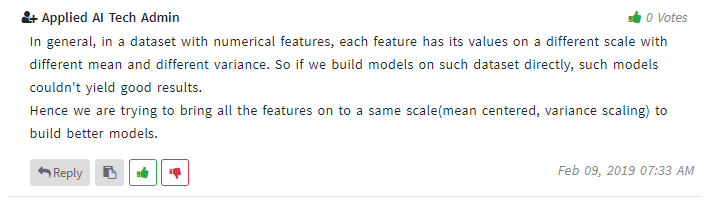 Applied AI Tech Admin
0 Votes
In general, in a dataset with numerical features, each feature has its values on a different scale with
different mean and different variance. So if we build models on such dataset directly, such models
couldn't yield good results.
Hence we are trying to bring all the features on to a same scale(mean centered, variance scaling) to
build better models.
Reply
Feb 09, 2019 07:33 AM